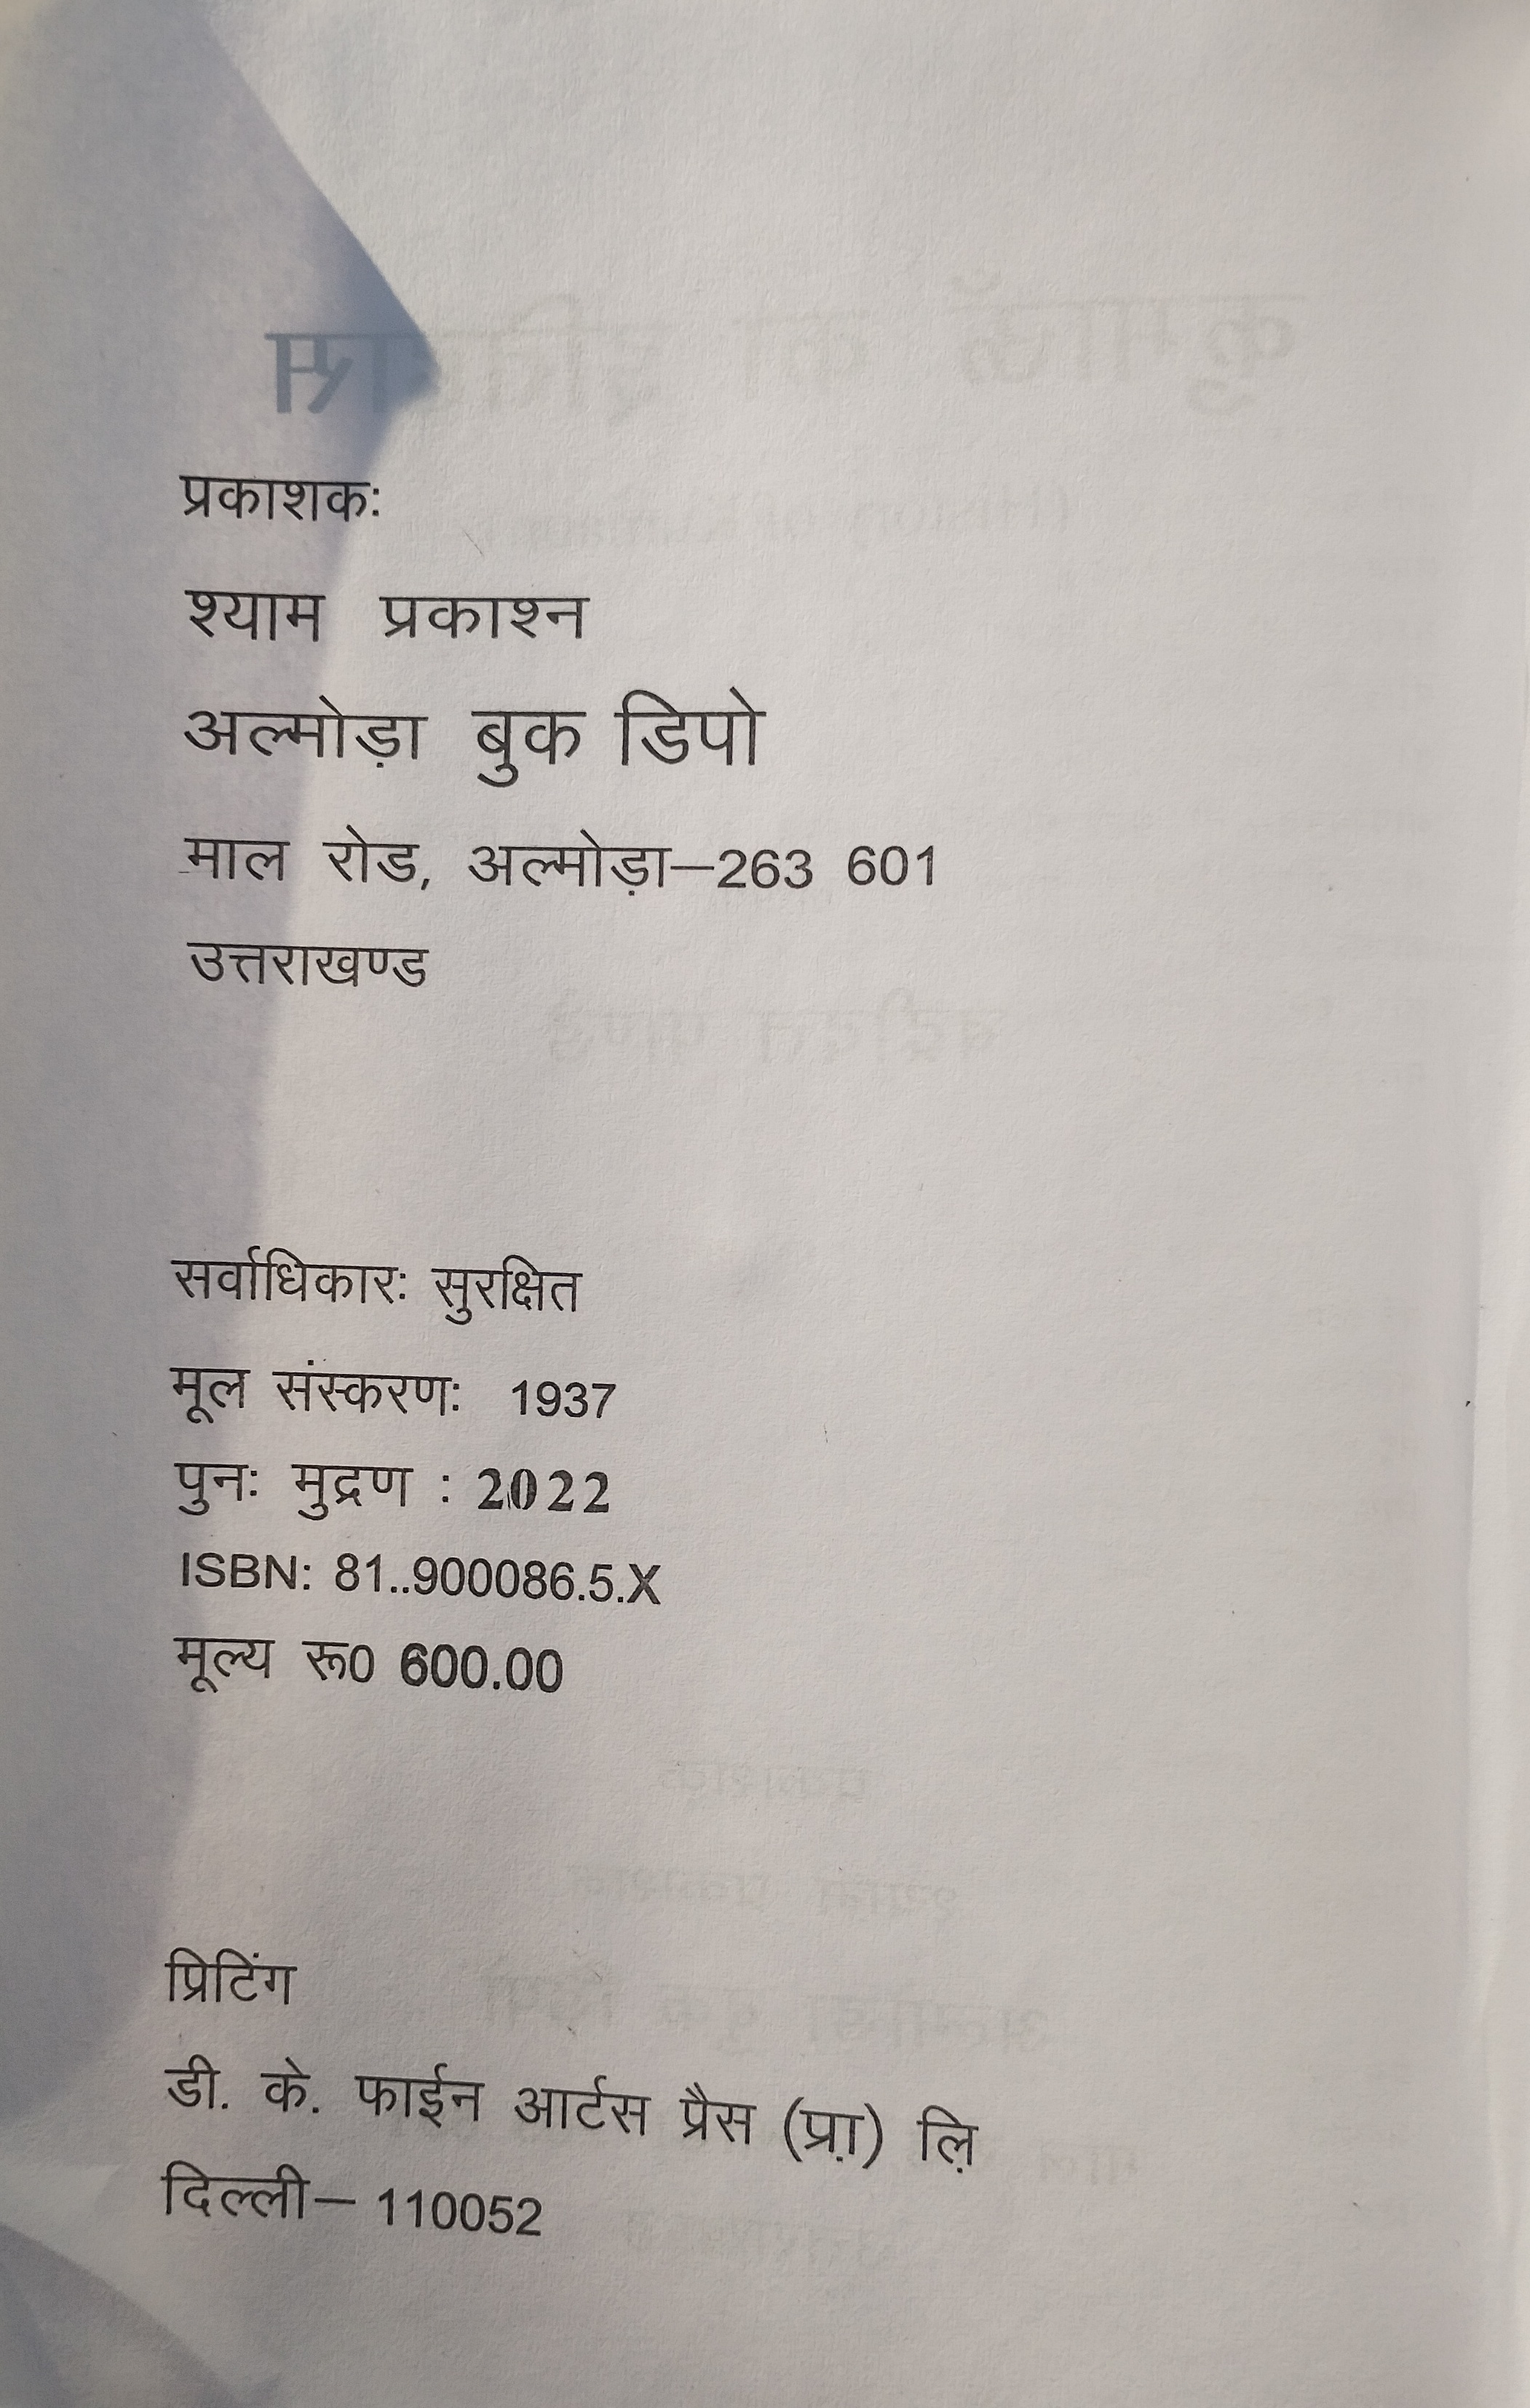 प्रकाशक:
श्याम प्रकाश्न
अल्मोड़ा बुक डिपो
माल रोड, अल्मोड़ा–263 601
उत्तराखण्ड
सर्वाधिकार: सुरक्षित
मूल संस्करण: 1937
पुन: मुद्रण : 2022
ISBN: 81..900086.5.X
मूल्य रू0 600.00
प्रिटिंग
डी. के. फाईन आर्टस प्रैस (प्रा़) लि़
दिल्ली– 110052